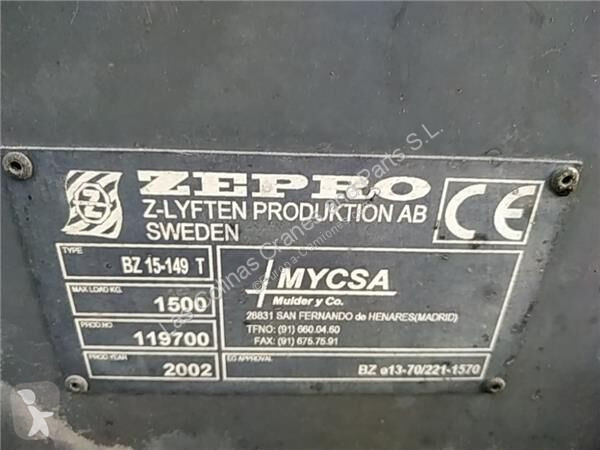 ZEPRO
Z-LYFTEN PRODUKTION AB
SWEDEN
CE
TYPE
BZ 15-149 T
MAX LOAD KG.
1500
PROD.NO
119700
PROD YEAR
2002
MYCSA
Mulder y Co.
28831 SAN FERNANDO de HENARES(MADRID)
TFNO: (91) 660.04.60
FAX: (91) 675.75.91
EG APPROVAL
BZ e13-70/221-1570